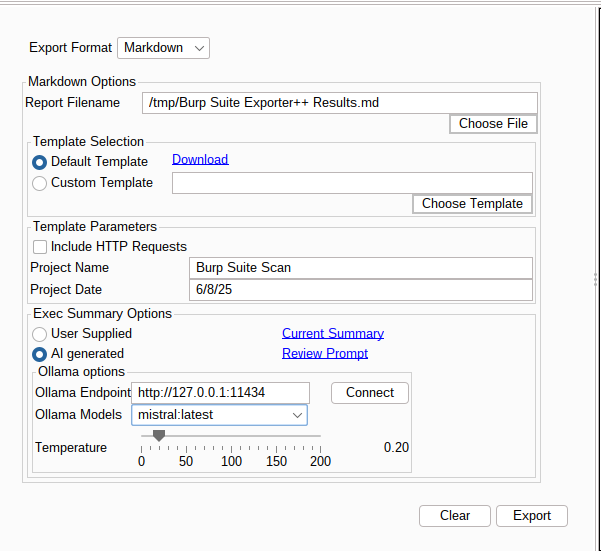 Export Format Markdown
Markdown Options
Report Filename /tmp/Burp Suite Exporter++ Results.md
Choose File
Template Selection
Default Template Download
Custom Template
Choose Template
Template Parameters
Include HTTP Requests
Project Name Burp Suite Scan
Project Date 6/8/25
Exec Summary Options
User Supplied Current Summary
AI generated Review Prompt
Ollama options
Ollama Endpoint http://127.0.0.1:11434 Connect
Ollama Models mistral:latest
Temperature 0.20
0 50 100 150 200
Clear Export